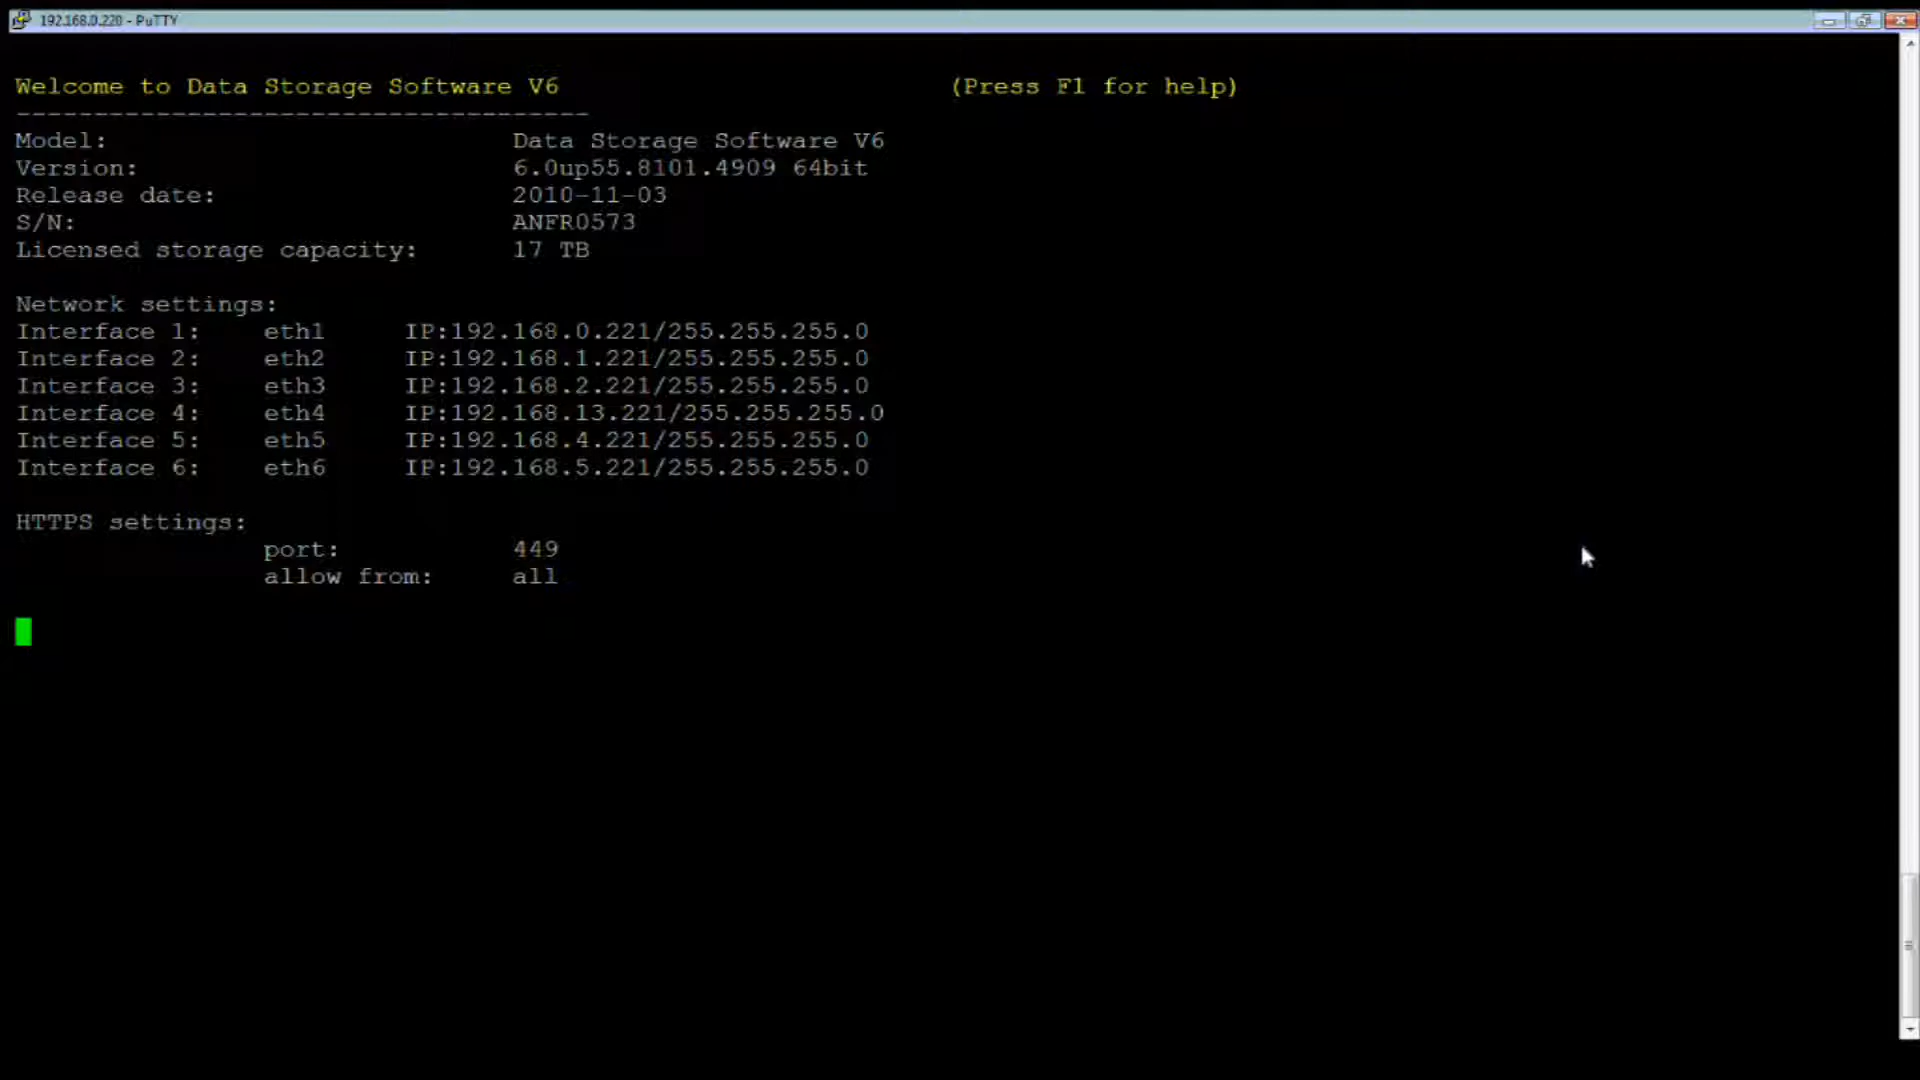 192.168.0.220 - PuTTY
Welcome to Data Storage Software V6 (Press F1 for help)
-------------------------------------
Model: Data Storage Software V6
Version: 6.0up55.8101.4909 64bit
Release date: 2010-11-03
S/N: ANFR0573
Licensed storage capacity: 17 TB
Network settings:
Interface 1: eth1 IP:192.168.0.221/255.255.255.0
Interface 2: eth2 IP:192.168.1.221/255.255.255.0
Interface 3: eth3 IP:192.168.2.221/255.255.255.0
Interface 4: eth4 IP:192.168.13.221/255.255.255.0
Interface 5: eth5 IP:192.168.4.221/255.255.255.0
Interface 6: eth6 IP:192.168.5.221/255.255.255.0
HTTPS settings:
port: 449
allow from: all